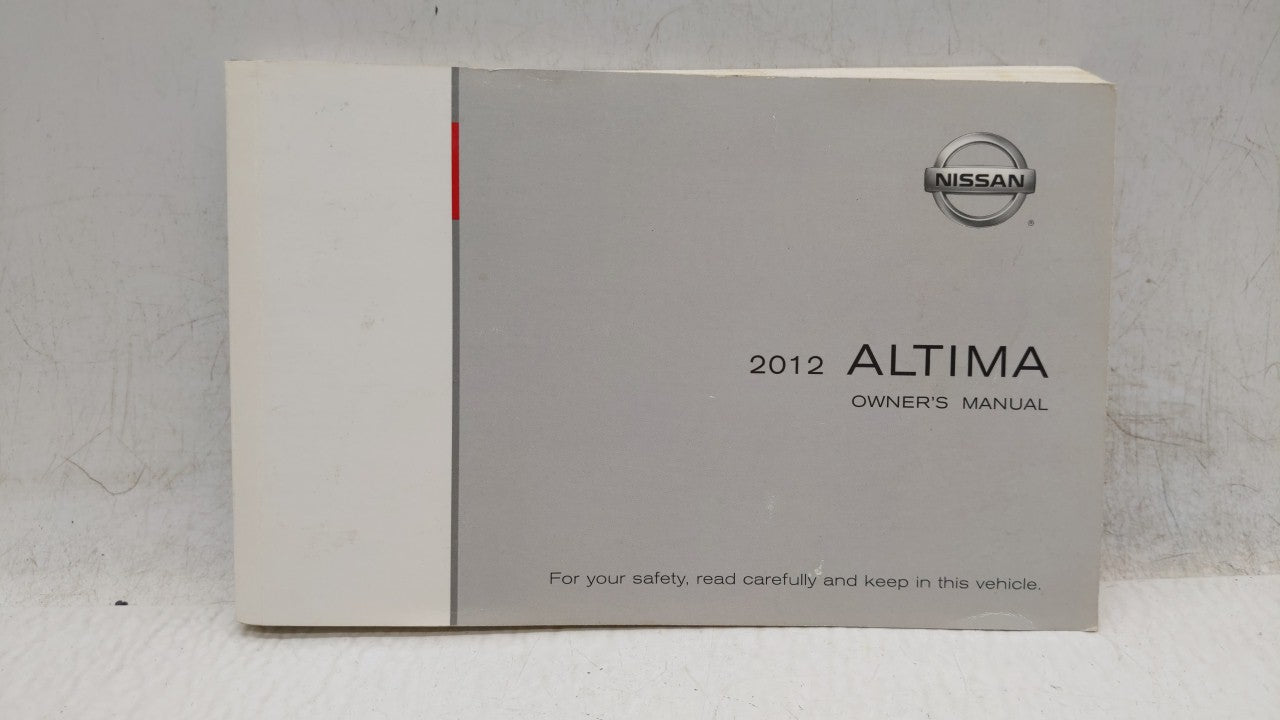 NISSAN
®
2012 ALTIMA
OWNER'S MANUAL
For your safety, read carefully and keep in this vehicle.